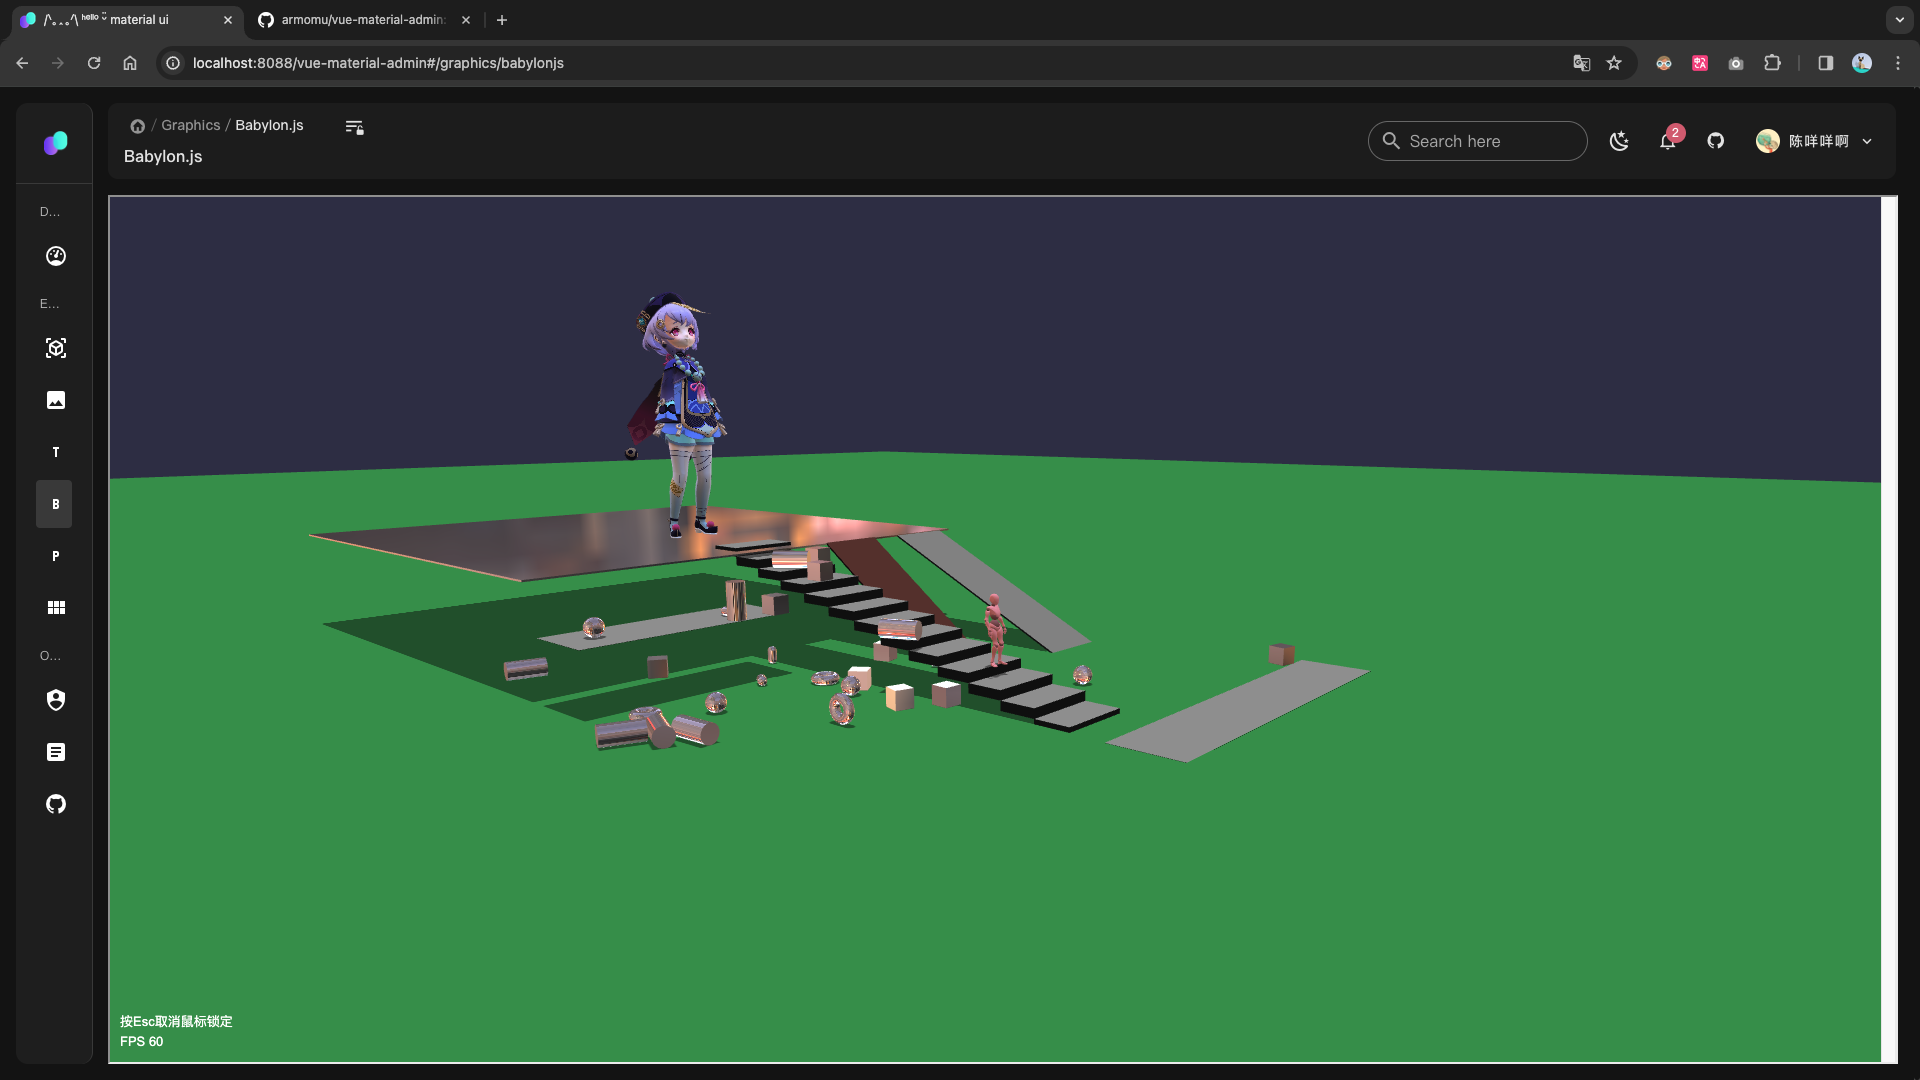 /\｡ﻌ｡/\ ʰᵉˡˡᵒ ¨̮ material ui
armomu/vue-material-admin:
localhost:8088/vue-material-admin#/graphics/babylonjs
/ Graphics / Babylon.js
Babylon.js
Search here
2
陈咩咩啊
D...
E...
T
B
P
O...
按Esc取消鼠标锁定
FPS 60